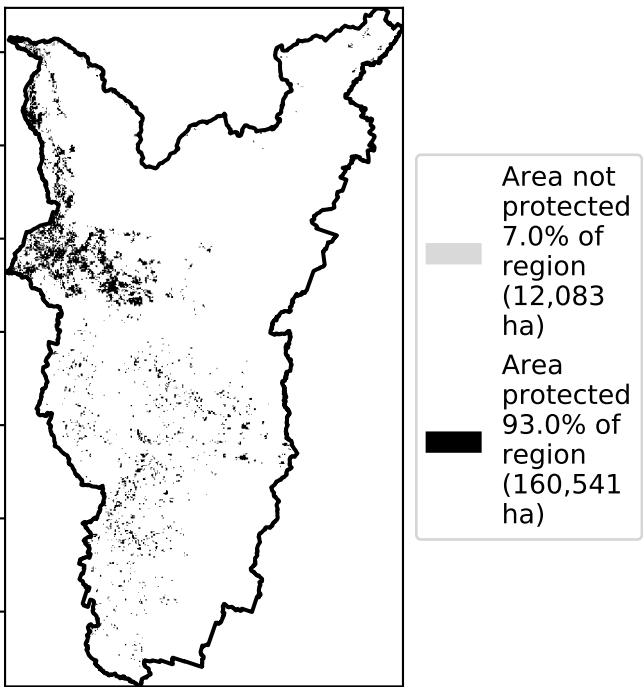 Area not
protected
7.0% of
region
(12,083
ha)
Area
protected
93.0% of
region
(160,541
ha)